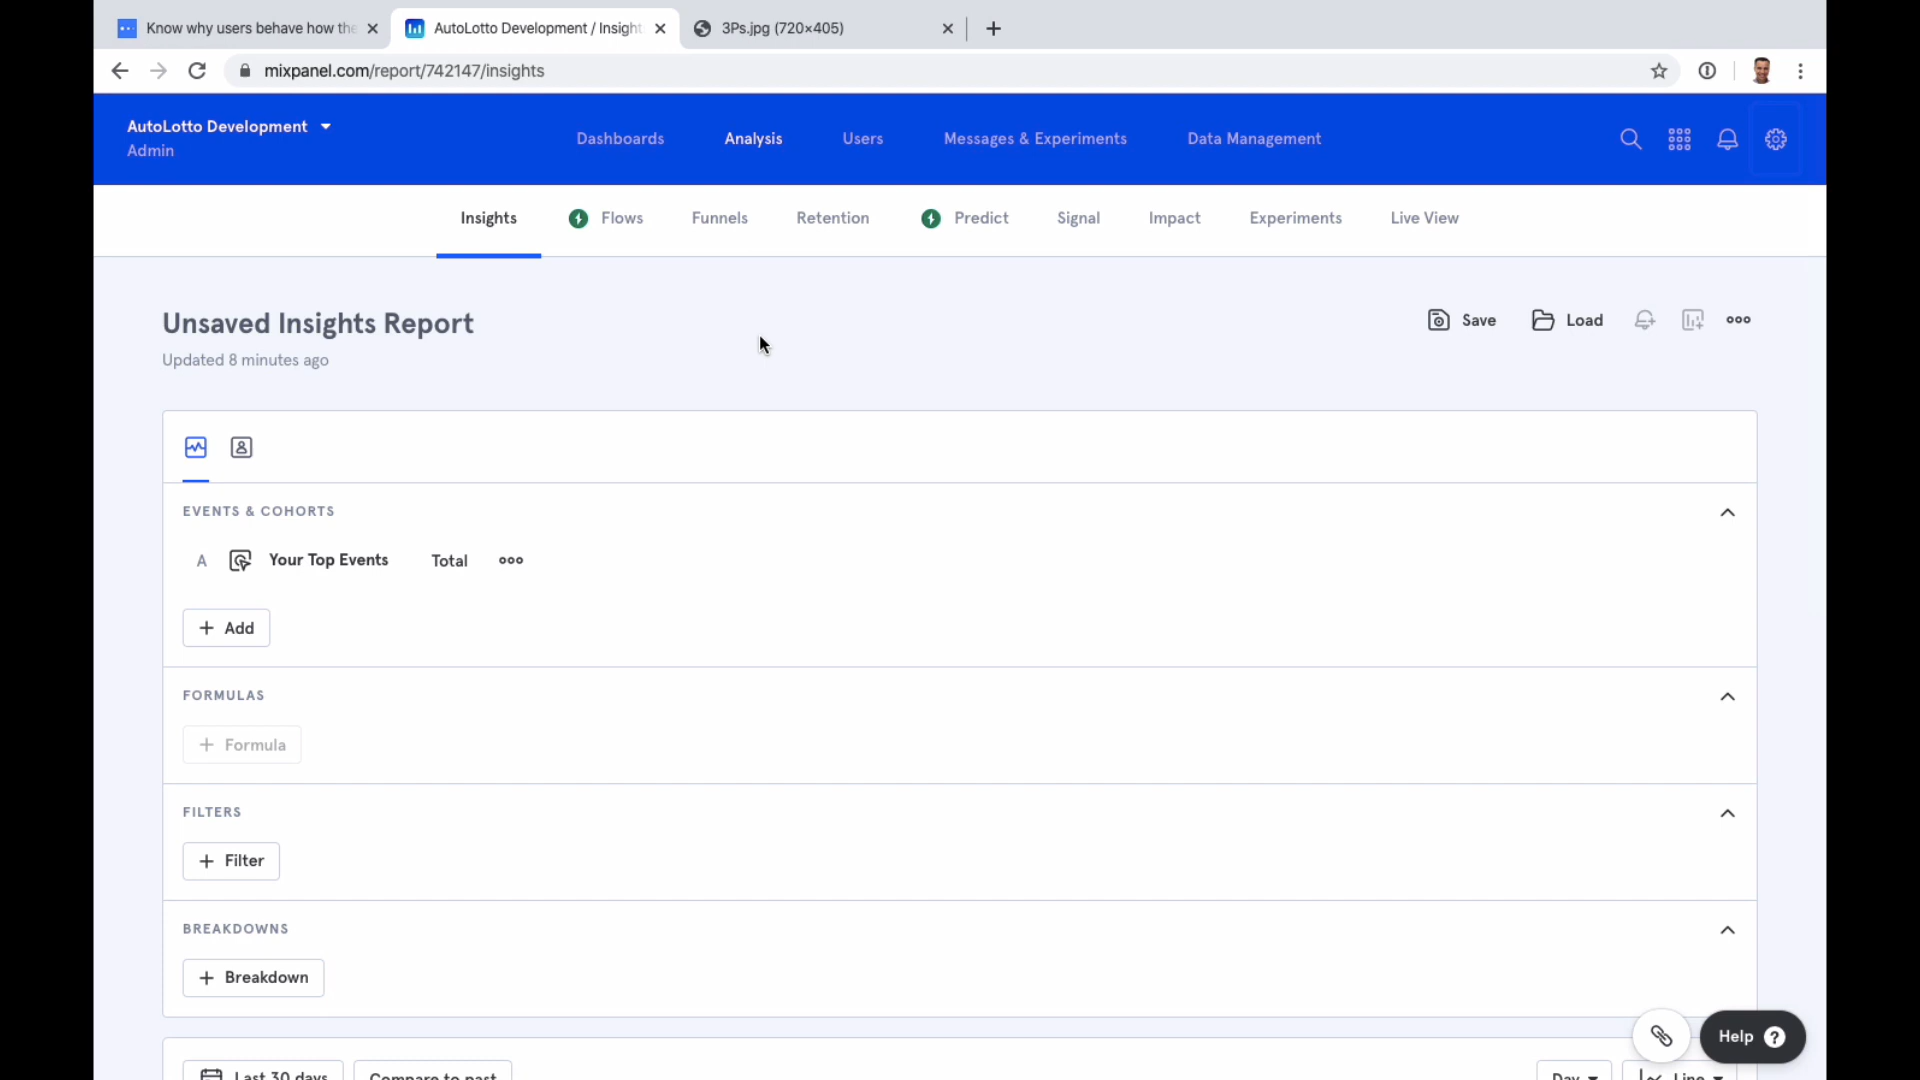 Know why users behave how the
AutoLotto Development / Insight
3Ps.jpg (720×405)
mixpanel.com/report/742147/insights
AutoLotto Development
Admin
Dashboards
Analysis
Users
Messages & Experiments
Data Management
Insights
Flows
Funnels
Retention
Predict
Signal
Impact
Experiments
Live View
Unsaved Insights Report
Save
Load
Updated 8 minutes ago
EVENTS & COHORTS
A Your Top Events Total
+ Add
FORMULAS
+ Formula
FILTERS
+ Filter
BREAKDOWNS
+ Breakdown
Help ?
Last 30 days
Compare to past
Day
Line